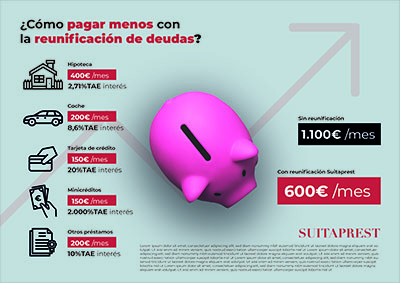 ¿Cómo pagar menos con
la reunificación de deudas?
Hipoteca
400€ /mes
2,71%TAE interés
Coche
200€ /mes
8,6%TAE interés
Tarjeta de crédito
150€ /mes
20%TAE interés
Minicréditos
150€ /mes
2.000%TAE interés
Otros préstamos
200€ /mes
10%TAE interés
Sin reunificación
1.100€ /mes
Con reunificación Suitaprest
600€ /mes
SUITAPREST